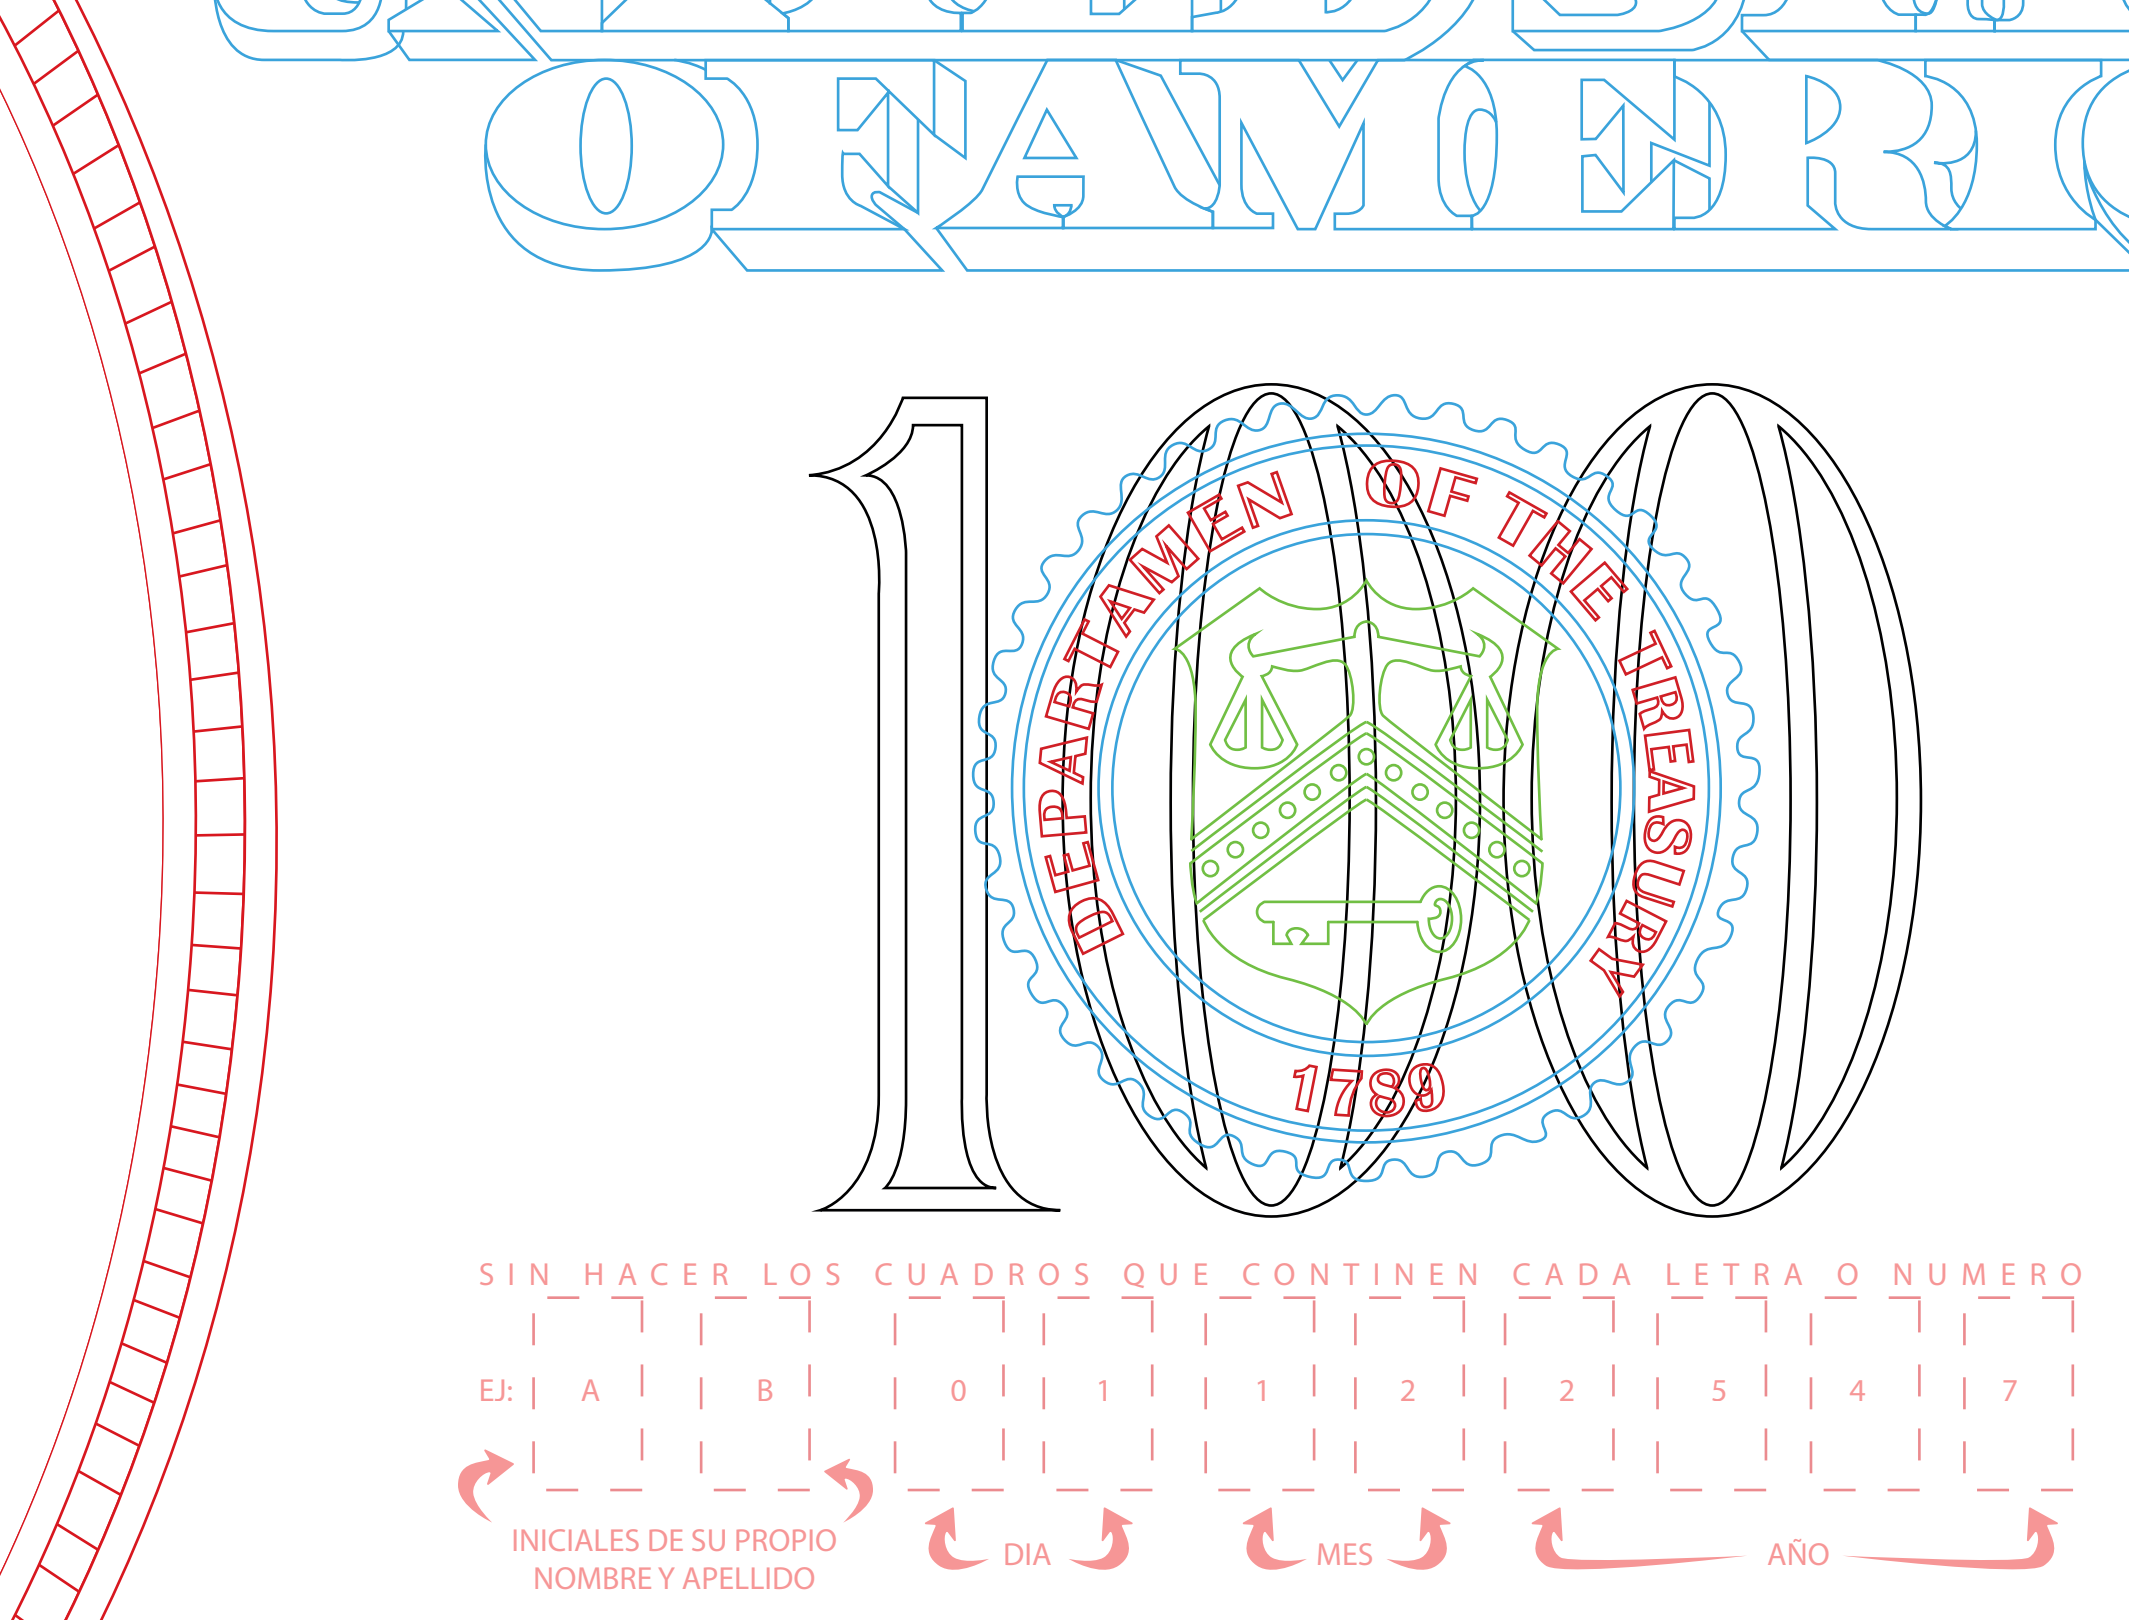 OF AMERIC
100
DEPARTAMEN OF THE TREASURY
1789
SIN HACER LOS CUADROS QUE CONTINEN CADA LETRA O NUMERO
EJ: A B 0 1 1 2 2 5 4 7
INICIALES DE SU PROPIO
NOMBRE Y APELLIDO
DIA MES AÑO